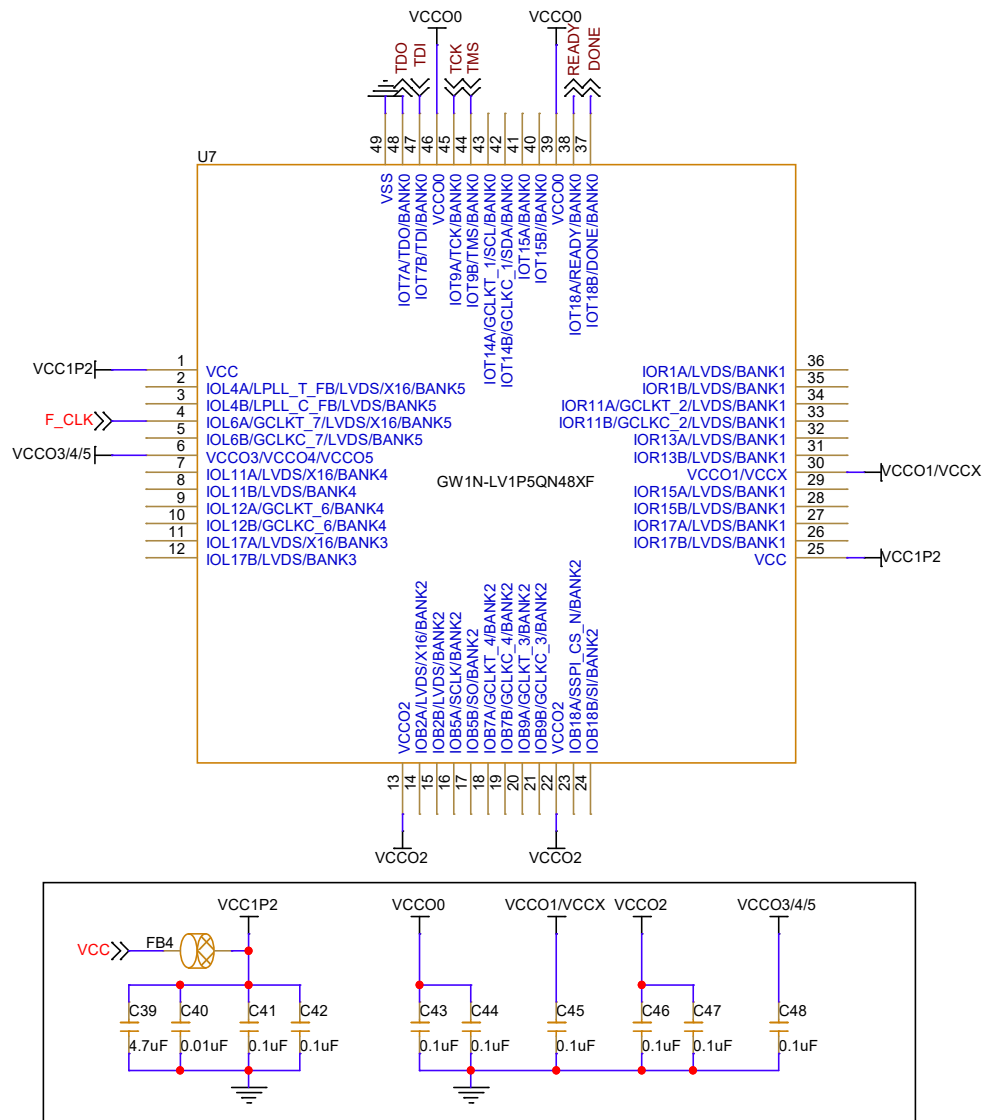 VCCO0 VCCO0
TDO TDI TCK TMS READY DONE
49 48 47 46 45 44 43 42 41 40 39 38 37
U7
VSS
IOT7A/TDO/BANK0
IOT7B/TDI/BANK0
VCCO0
IOT9A/TCK/BANK0
IOT9B/TMS/BANK0
IOT14A/GCLKT_1/SCL/BANK0
IOT14B/GCLKC_1/SDA/BANK0
IOT15A/BANK0
IOT15B//BANK0
VCCO0
IOT18A/READY/BANK0
IOT18B/DONE/BANK0
VCC1P2 1 VCC
2 IOL4A/LPLL_T_FB/LVDS/X16/BANK5
3 IOL4B/LPLL_C_FB/LVDS/BANK5
F_CLK 4 IOL6A/GCLKT_7/LVDS/X16/BANK5
5 IOL6B/GCLKC_7/LVDS/BANK5
VCCO3/4/5 6 VCCO3/VCCO4/VCCO5
7 IOL11A/LVDS/X16/BANK4
8 IOL11B/LVDS/BANK4
9 IOL12A/GCLKT_6/BANK4
10 IOL12B/GCLKC_6/BANK4
11 IOL17A/LVDS/X16/BANK3
12 IOL17B/LVDS/BANK3
GW1N-LV1P5QN48XF
IOR1A/LVDS/BANK1 36
IOR1B/LVDS/BANK1 35
IOR11A/GCLKT_2/LVDS/BANK1 34
IOR11B/GCLKC_2/LVDS/BANK1 33
IOR13A/LVDS/BANK1 32
IOR13B/LVDS/BANK1 31
VCCO1/VCCX 30 VCCO1/VCCX
IOR15A/LVDS/BANK1 29
IOR15B/LVDS/BANK1 28
IOR17A/LVDS/BANK1 27
IOR17B/LVDS/BANK1 26
VCC 25 VCC1P2
VCCO2
IOB2A/LVDS/X16/BANK2
IOB2B/LVDS/BANK2
IOB5A/SCLK/BANK2
IOB5B/SO/BANK2
IOB7A/GCLKT_4/BANK2
IOB7B/GCLKC_4/BANK2
IOB9A/GCLKT_3/BANK2
IOB9B/GCLKC_3/BANK2
VCCO2
IOB18A/SSPI_CS_N/BANK2
IOB18B/SI/BANK2
13 14 15 16 17 18 19 20 21 22 23 24
VCCO2 VCCO2
VCC1P2 VCCO0 VCCO1/VCCX VCCO2 VCCO3/4/5
VCC FB4
C39 C40 C41 C42 C43 C44 C45 C46 C47 C48
4.7uF 0.01uF 0.1uF 0.1uF 0.1uF 0.1uF 0.1uF 0.1uF 0.1uF 0.1uF